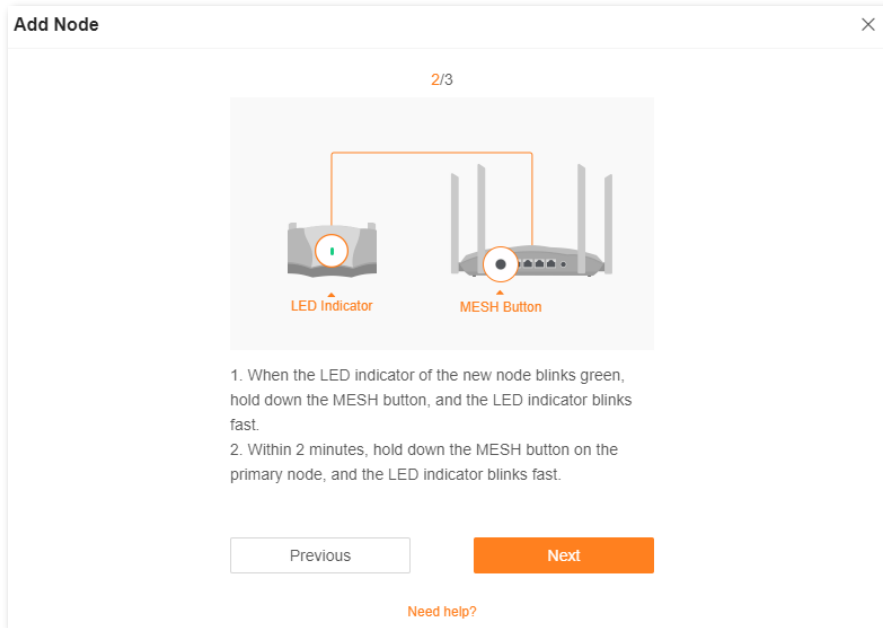 Add Node
2/3
LED Indicator
MESH Button
1. When the LED indicator of the new node blinks green,
hold down the MESH button, and the LED indicator blinks
fast.
2. Within 2 minutes, hold down the MESH button on the
primary node, and the LED indicator blinks fast.
Previous
Next
Need help?